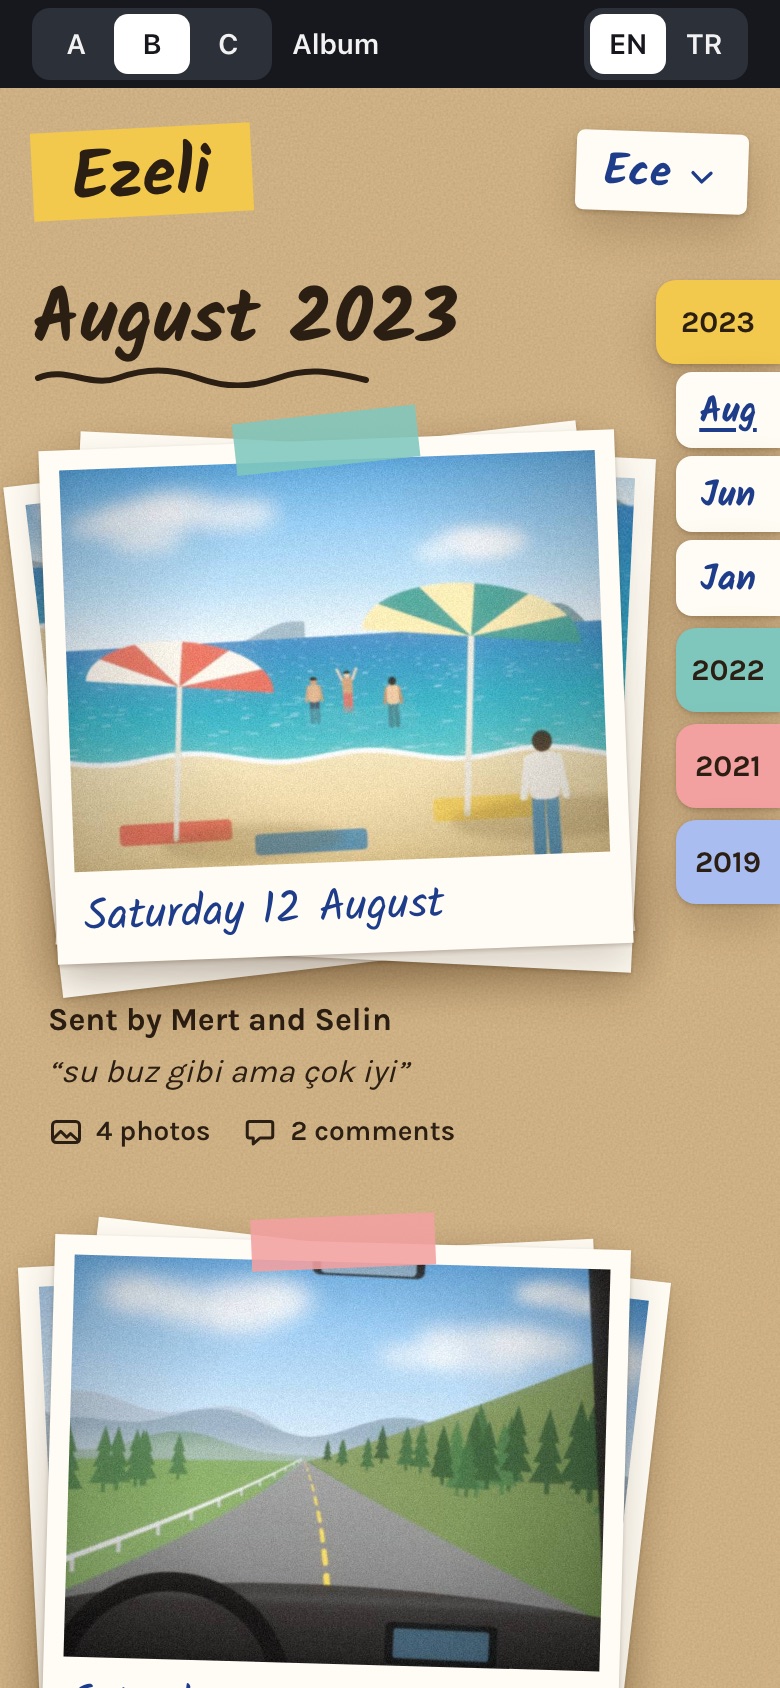 A B C Album EN TR
Ezeli
Ece
August 2023
2023
Aug
Jun
Jan
2022
2021
2019
Saturday 12 August
Sent by Mert and Selin
“su buz gibi ama çok iyi”
4 photos 2 comments